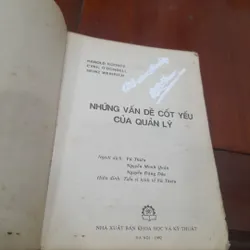 HAROLD KOONTZ
CYRIL O'DONNELL
HEINZ WEIHRICH
NHỮNG VẤN ĐỀ CỐT YẾU
CỦA QUẢN LÝ
Người dịch: Vũ Thiếu
Nguyễn Mạnh Quân
Nguyễn Đăng Dậu
Hiệu đính: Tiến sĩ kinh tế Vũ Thiếu
NHÀ XUẤT BẢN KHOA HỌC VÀ KỸ THUẬT
HÀ NỘI